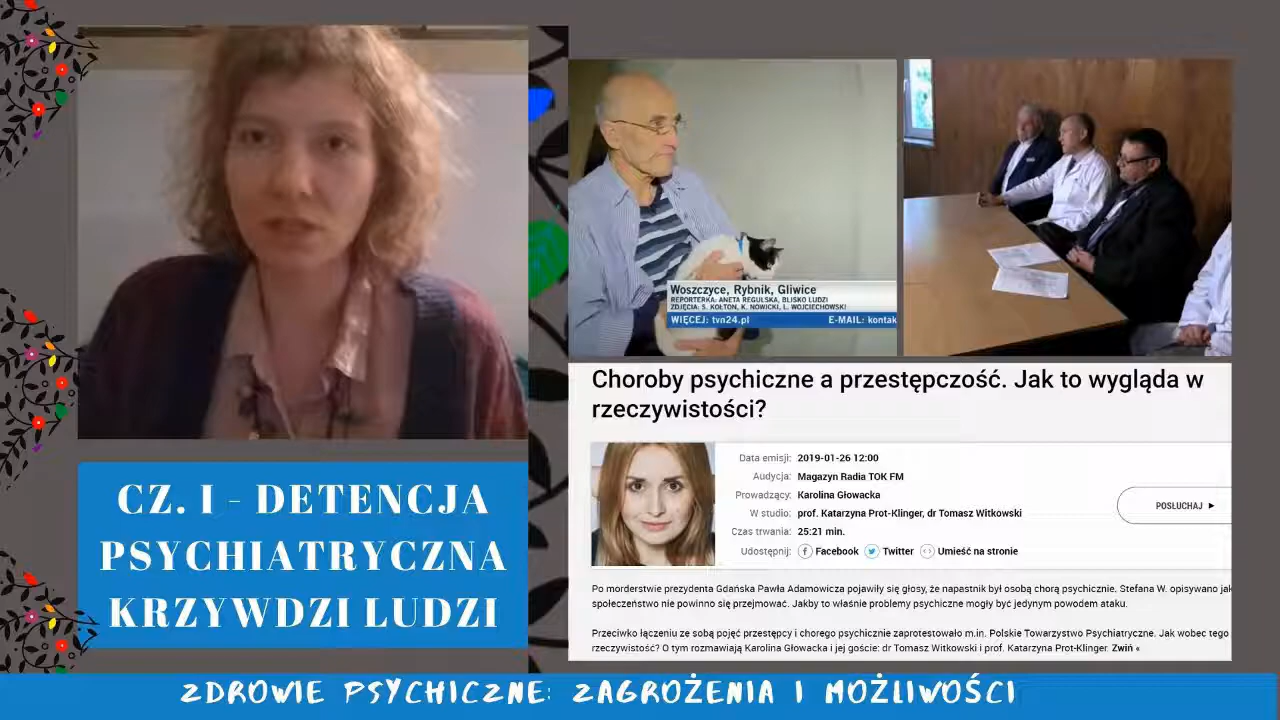 CZ. I - DETENCJA
PSYCHIATRYCZNA
KRZYWDZI LUDZI
Woszczyce, Rybnik, Gliwice
REPORTERKA: ANETA REGULSKA, BLISKO LUDZI
ZDJĘCIA: S. KOŁTON, K. NOWICKI, Ł. WOJCIECHOWSKI
WIĘCEJ: tvn24.pl E-MAIL: kontak
Choroby psychiczne a przestępczość. Jak to wygląda w
rzeczywistości?
Data emisji: 2019-01-26 12:00
Audycja: Magazyn Radia TOK FM
Prowadzący: Karolina Głowacka
W studio: prof. Katarzyna Prot-Klinger, dr Tomasz Witkowski
Czas trwania: 25:21 min.
Udostępnij: Facebook Twitter Umieść na stronie
POSŁUCHAJ
Po morderstwie prezydenta Gdańska Pawła Adamowicza pojawiły się głosy, że napastnik był osobą chorą psychicznie. Stefana W. opisywano jak
społeczeństwo nie powinno się przejmować. Jakby to właśnie problemy psychiczne mogły być jedynym powodem ataku.
Przeciwko łączeniu ze sobą pojęć przestępcy i chorego psychicznie zaprotestowało m.in. Polskie Towarzystwo Psychiatryczne. Jak wobec tego
rzeczywistość? O tym rozmawiają Karolina Głowacka i jej goście: dr Tomasz Witkowski i prof. Katarzyna Prot-Klinger. Zwiń «
ZDROWIE PSYCHICZNE: ZAGROŻENIA I MOŻLIWOŚCI